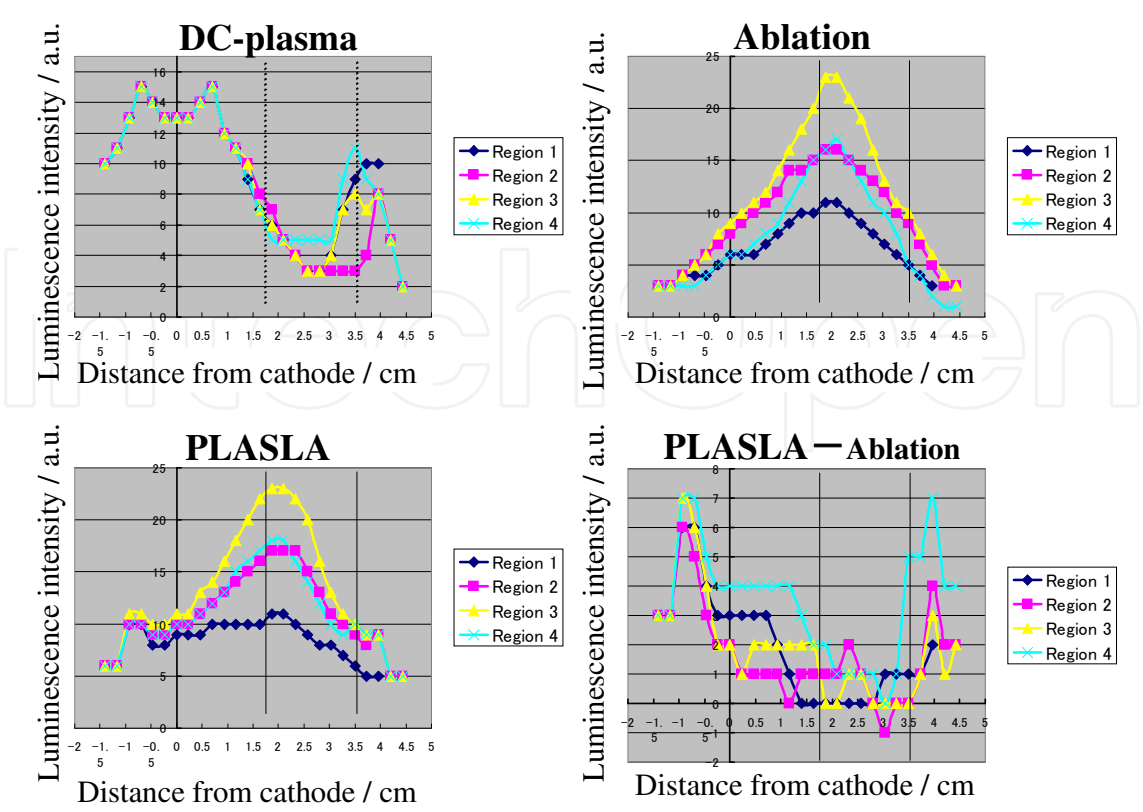 DC-plasma
Luminescence intensity / a.u.
16
14
12
10
8
6
4
2
0
-2 -1.5 -1 -0.5 0 0.5 1 1.5 2 2.5 3 3.5 4 4.5 5
Distance from cathode / cm
Region 1
Region 2
Region 3
Region 4
Ablation
Luminescence intensity / a.u.
25
20
15
10
5
0
-2 -1.5 -1 -0.5 0 0.5 1 1.5 2 2.5 3 3.5 4 4.5 5
Distance from cathode / cm
Region 1
Region 2
Region 3
Region 4
IntechOpen
PLASLA
Luminescence intensity / a.u.
25
20
15
10
5
0
-2 -1.5 -1 -0.5 0 0.5 1 1.5 2 2.5 3 3.5 4 4.5 5
Distance from cathode / cm
Region 1
Region 2
Region 3
Region 4
PLASLA — Ablation
Luminescence intensity / a.u.
8
7
6
5
4
3
2
1
0
-1
-2
-2 -1.5 -1 -0.5 0 0.5 1 1.5 2 2.5 3 3.5 4 4.5 5
Distance from cathode / cm
Region 1
Region 2
Region 3
Region 4